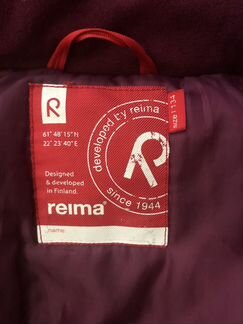 R
61° 48' 15" N
22° 23' 40" E
Designed
& developed
in Finland.
reima®
name:
developed by reima
R
since 1944
size | 134